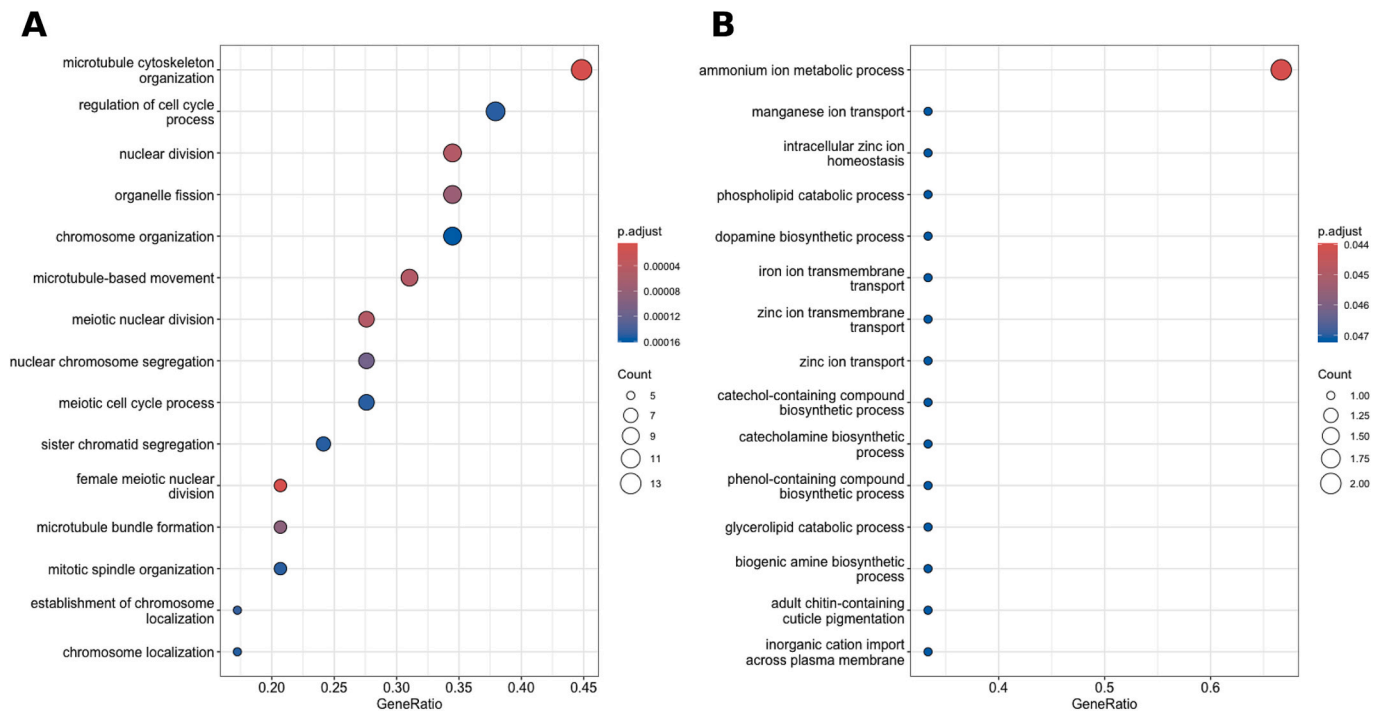 A
microtubule cytoskeleton
organization
regulation of cell cycle
process
nuclear division
organelle fission
chromosome organization
microtubule-based movement
meiotic nuclear division
nuclear chromosome segregation
meiotic cell cycle process
sister chromatid segregation
female meiotic nuclear
division
microtubule bundle formation
mitotic spindle organization
establishment of chromosome
localization
chromosome localization
0.20 0.25 0.30 0.35 0.40 0.45
GeneRatio
p.adjust
0.00004
0.00008
0.00012
0.00016
Count
5
7
9
11
13
B
ammonium ion metabolic process
manganese ion transport
intracellular zinc ion
homeostasis
phospholipid catabolic process
dopamine biosynthetic process
iron ion transmembrane
transport
zinc ion transmembrane
transport
zinc ion transport
catechol-containing compound
biosynthetic process
catecholamine biosynthetic
process
phenol-containing compound
biosynthetic process
glycerolipid catabolic process
biogenic amine biosynthetic
process
adult chitin-containing
cuticle pigmentation
inorganic cation import
across plasma membrane
0.4 0.5 0.6
GeneRatio
p.adjust
0.044
0.045
0.046
0.047
Count
1.00
1.25
1.50
1.75
2.00